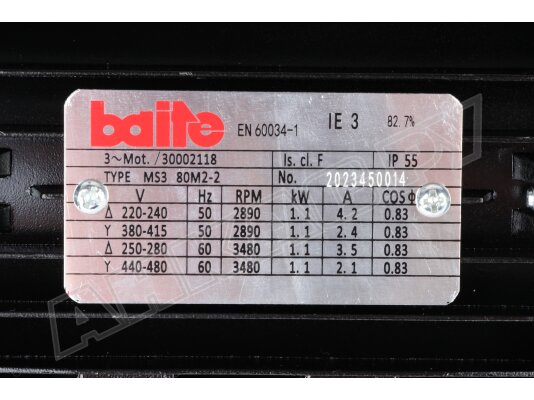 baite EN 60034-1 IE 3 82.7%
3~Mot. /30002118 Is. cl. F IP 55
TYPE MS3 80M2-2 No. 2023450014
V Hz RPM kW A COSΦ
Δ 220-240 50 2890 1.1 4.2 0.83
Y 380-415 50 2890 1.1 2.4 0.83
Δ 250-280 60 3480 1.1 3.5 0.83
Y 440-480 60 3480 1.1 2.1 0.83